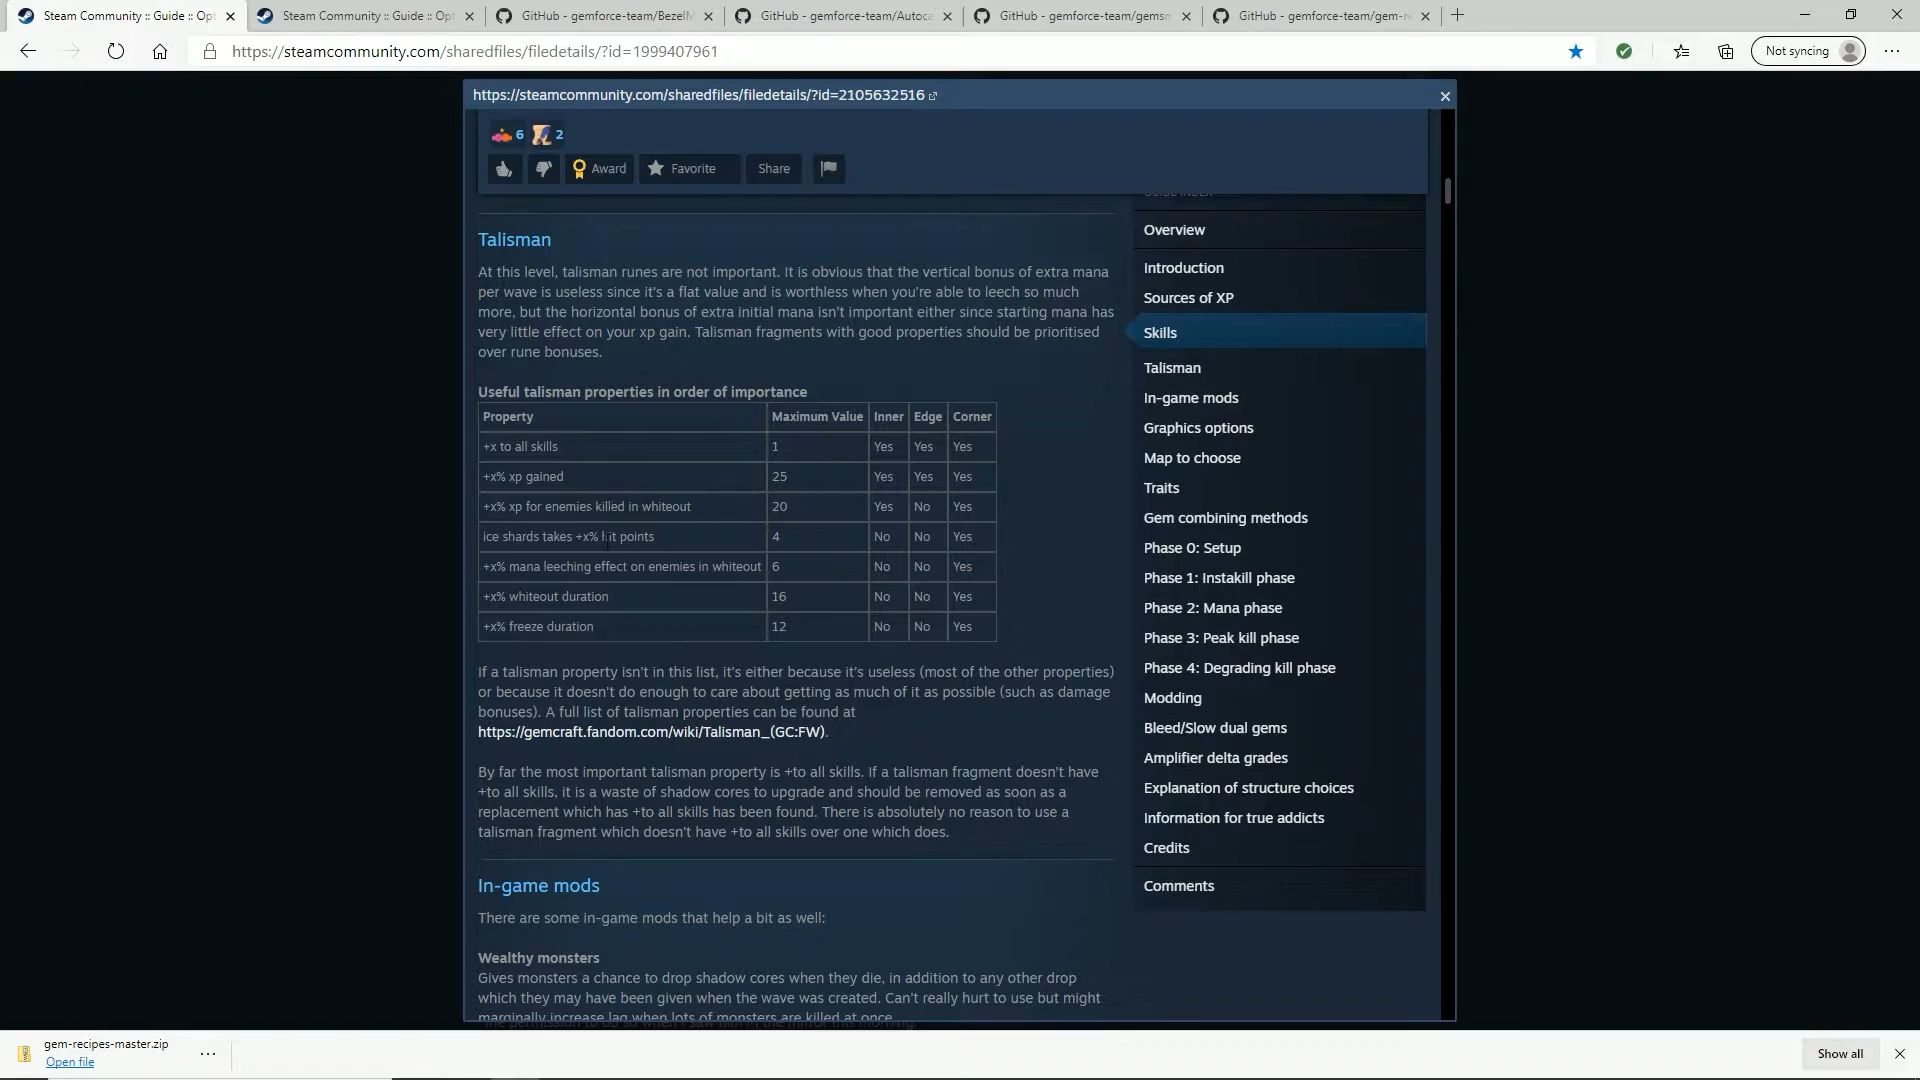 Steam Community :: Guide :: Opt
Steam Community :: Guide :: Opt
GitHub - gemforce-team/BezelM
GitHub - gemforce-team/Autoca
GitHub - gemforce-team/gemsm
GitHub - gemforce-team/gem-re
https://steamcommunity.com/sharedfiles/filedetails/?id=1999407961
Not syncing
https://steamcommunity.com/sharedfiles/filedetails/?id=2105632516
6 2
Award Favorite Share
Talisman
At this level, talisman runes are not important. It is obvious that the vertical bonus of extra mana
per wave is useless since it's a flat value and is worthless when you're able to leech so much
more, but the horizontal bonus of extra initial mana isn't important either since starting mana has
very little effect on your xp gain. Talisman fragments with good properties should be prioritised
over rune bonuses.
Useful talisman properties in order of importance
Property Maximum Value Inner Edge Corner
+x to all skills 1 Yes Yes Yes
+x% xp gained 25 Yes Yes Yes
+x% xp for enemies killed in whiteout 20 Yes No Yes
ice shards takes +x% hit points 4 No No Yes
+x% mana leeching effect on enemies in whiteout 6 No No Yes
+x% whiteout duration 16 No No Yes
+x% freeze duration 12 No No Yes
If a talisman property isn't in this list, it's either because it's useless (most of the other properties)
or because it doesn't do enough to care about getting as much of it as possible (such as damage
bonuses). A full list of talisman properties can be found at
https://gemcraft.fandom.com/wiki/Talisman_(GC:FW).
By far the most important talisman property is +to all skills. If a talisman fragment doesn't have
+to all skills, it is a waste of shadow cores to upgrade and should be removed as soon as a
replacement which has +to all skills has been found. There is absolutely no reason to use a
talisman fragment which doesn't have +to all skills over one which does.
In-game mods
There are some in-game mods that help a bit as well:
Wealthy monsters
Gives monsters a chance to drop shadow cores when they die, in addition to any other drop
which they may have been given when the wave was created. Can't really hurt to use but might
marginally increase lag when lots of monsters are killed at once.
GUIDE INDEX
Overview
Introduction
Sources of XP
Skills
Talisman
In-game mods
Graphics options
Map to choose
Traits
Gem combining methods
Phase 0: Setup
Phase 1: Instakill phase
Phase 2: Mana phase
Phase 3: Peak kill phase
Phase 4: Degrading kill phase
Modding
Bleed/Slow dual gems
Amplifier delta grades
Explanation of structure choices
Information for true addicts
Credits
Comments
gem-recipes-master.zip
Open file
Show all